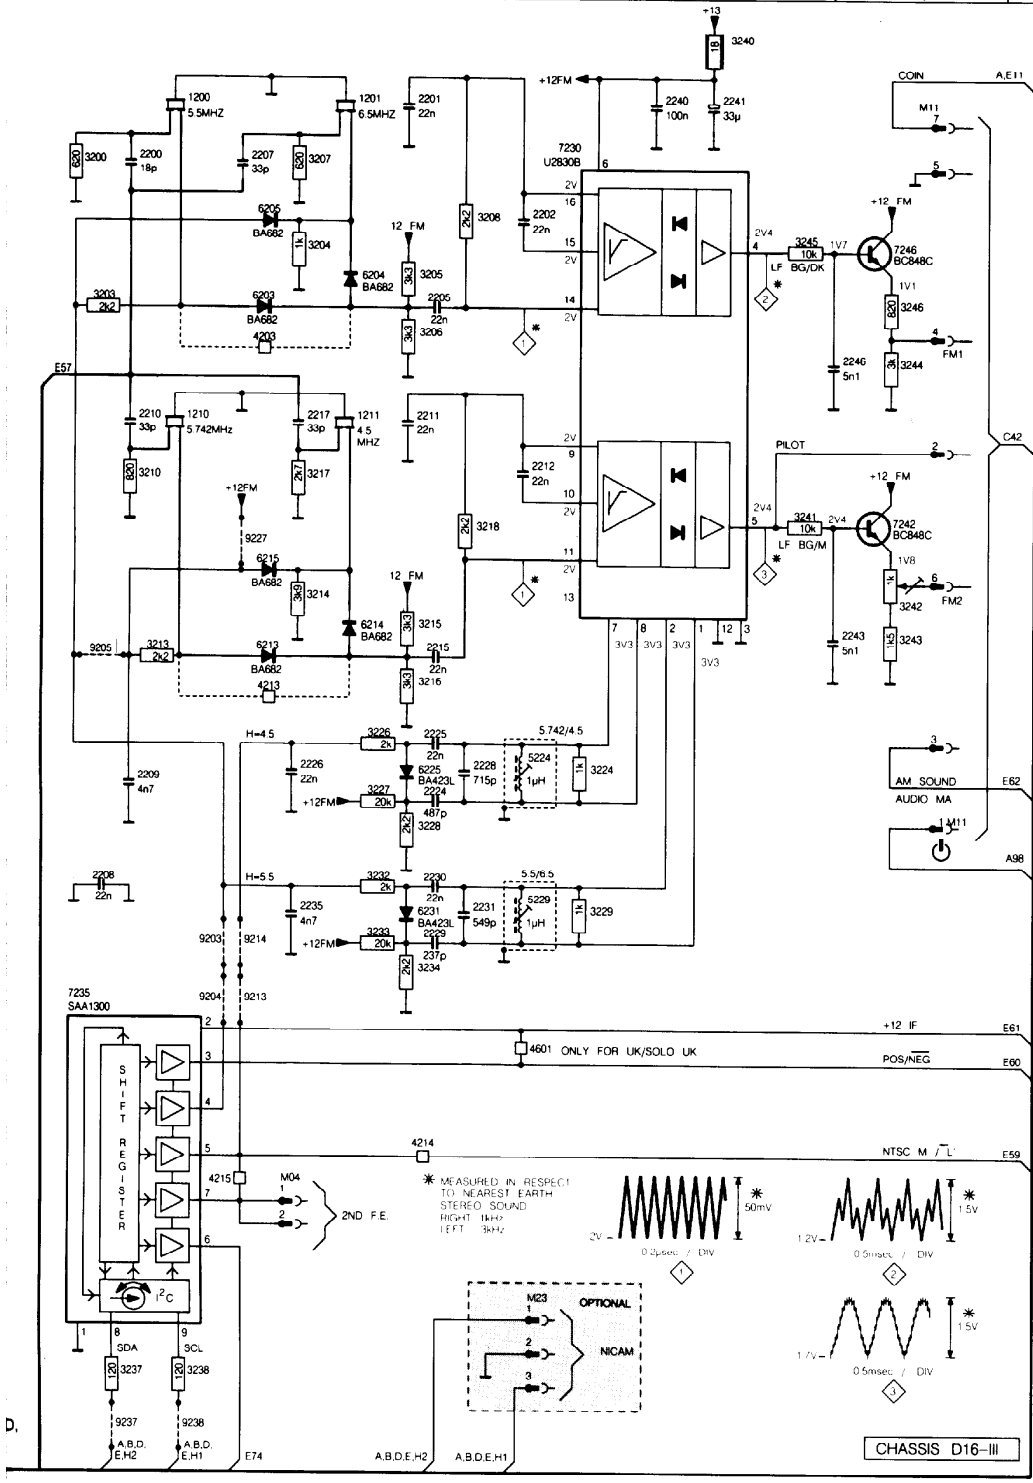 +13
18 3240
+12FM
2240
100n
2241
33µ
COIN A,E11
M11
7
5
1200
5.5MHZ
1201
6.5MHZ
2201
22n
620 3200
2200
18p
2207
33p
620 3207
7230
U2830B
6
2V
16
15
2V
14
2V
6205
BA682
1k 3204
12 FM
2k2 3208
2202
22n
3k3 3205
6204
BA682
3203
2k2
6203
BA682
2205
22n
3k3 3206
4203
1 *
2V4
4
LF BG/DK
3245
10k
1V7
2 *
+12 FM
7246
BC848C
1V1
820 3246
4
FM1
3k 3244
2246
5n1
E57
2210
33p
1210
5.742MHz
2217
33p
1211
4.5
MHZ
2211
22n
820 3210
2k7 3217
2V
9
2212
22n
10
2V
11
2V
13
2k2 3218
PILOT
2
C42
+12 FM
2V4
5
LF BG/M
3241
10k
2V4
3 *
7242
BC848C
1V8
1k 3242
6
FM2
1k5 3243
2243
5n1
+12FM
9227
6215
BA682
3k9 3214
12 FM
3k3 3215
6214
BA682
1 *
9205
3213
2k2
6213
BA682
2215
22n
3k3 3216
4213
7 8 2 1 12 3
3V3 3V3 3V3
3V3
2209
4n7
H=4.5
2226
22n
3226
2k
2225
22n
6225
BA423L
2228
715p
5.742/4.5
5224
1µH
1k 3224
+12FM
3227
20k
2224
487p
2k2 3228
3
AM SOUND E62
AUDIO MA
1 M11
A98
2208
22n
H=5.5
2235
4n7
3232
2k
2230
22n
6231
BA423L
2231
549p
5.5/6.5
5229
1µH
1k 3229
+12FM
3233
20k
2229
237p
2k2 3234
9203 9214
9204 9213
7235
SAA1300
SHIFT REGISTER
2
3
4
5
7
6
I²C
+12 IF E61
4601 ONLY FOR UK/SOLO UK
POS/NEG E60
4214
NTSC M / L' E59
4215
M04
1
2
2ND F.E.
* MEASURED IN RESPECT
TO NEAREST EARTH
STEREO SOUND
RIGHT 1kHz
LEFT 3kHz
2V
*
50mV
0.2µsec / DIV
1
1.2V
*
1.5V
0.5msec / DIV
2
1.7V
*
1.5V
0.5msec / DIV
3
1 8 9
SDA SCL
120 3237
120 3238
9237 9238
A,B,D,
E,H2
A,B,D,
E,H1
E74
M23
1
2
3
OPTIONAL
NICAM
A,B,D,E,H2 A,B,D,E,H1
D,
CHASSIS D16-III